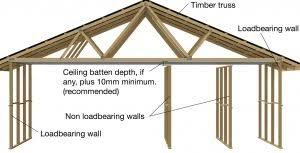 Timber truss
Loadbearing wall
Ceiling batten depth, if
any, plus 10mm minimum.
(recommended)
Non loadbearing walls
Loadbearing wall